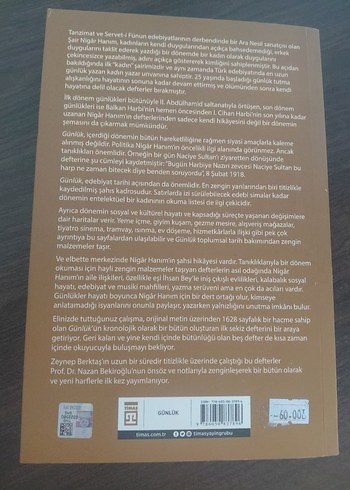 Tanzimat ve Servet-i Fünun edebiyatlarının derbendinde bir Ara Nesil sanatçısı olan
Şair Nigâr Hanım, kadınların kendi duygusundan açıkça bahsedemediği, erkek
duygularını taklit ederek yazdığı bir dönemde bir kadın olarak duygularını
çekincesizce yazabilmiş, adını açıkça göstererek kimliğini sahiplenmiştir. Bu açıdan
bakıldığında ilk "kadın" şairimizdir ve aynı zamanda Türk edebiyatında en uzun
günlük yazan kadın yazar unvanına sahiptir. 25 yaşında başladığı günlük tutma
alışkanlığını hayatının sonuna kadar devam ettirmiş ve ölümünden sonra kendi
hayatına delil olacak defterler bırakmıştır.
İlk dönem günlükleri bütünüyle II. Abdülhamid saltanatıyla örtüşen, son dönem
günlükleri ise Balkan Harbi'nin hemen öncesinden I. Cihan Harbi'nin son yılına kadar
uzanan Nigâr Hanım'ın defterlerinden sadece kendi hikâyesini değil bir dönemin
şemasını da çıkarmak mümkündür.
Günlük, içerdiği dönemin bütün hareketliliğine rağmen siyasi amaçlarla kaleme
alınmış değildir. Politika Nigâr Hanım'ın öncelikli ilgi alanında görünmez. Ancak
tanıklıkları önemlidir. Örneğin bir gün Naciye Sultan'ı ziyaretten dönüşünde
defterine şu cümleyi kaydetmiştir: "Bugün Harbiye Nazırı zevcesi Naciye Sultan bu
harp ne zaman bitecek diye benden soruyordu", 8 Şubat 1918.
Günlük, edebiyat tarihi açısından da önemlidir. En zengin yanlarından biri titizlikle
kaydedilmiş şahıs kadrosudur. Satırlarda izi sürülebilecek edebi simalar kadar
dönemin entelektüel bir kadınının okuma listesi de ilgi çekicidir.
Ayrıca dönemin sosyal ve kültürel hayatı ve kapsadığı süreçte yaşanan değişimlere
dair haritalar verir. Yeme içme, giyim kuşam, gezme mesire, alışveriş mağazalar,
tiyatro sinema, tramvay, ısınma, ev döşeme, hizmetkârlarla ilişki gibi pek çok
ayrıntıya bu sayfalardan ulaşılabilir ve Günlük toplumsal tarih bakımından zengin
malzemeler taşır.
Ve elbette merkezinde Nigâr Hanım'ın şahsi hikâyesi vardır. Tanıklıklarıyla bir dönem
okuması için hayli zengin malzemeler taşıyan defterlerin asıl odağında Nigâr
Hanım'ın aile ilişkileri, özellikle eşi İhsan Bey'le iniş çıkışlı evlilikleri, kalabalık sosyal
hayatı, edebiyat ve musiki mahfilleri, yazma serüveni ama en çok da acıları vardır.
Günlükler hayatı boyunca Nigâr Hanım için bir dert ortağı olur, kimseye
anlatamadığı isyanlarını onunla paylaşır, yazarken yalnızlığını unutma imkânı bulur.
Elinizde tuttuğunuz çalışma, orijinal metin üzerinden 1628 sayfalık bir hacme sahip
olan Günlük'ün kronolojik olarak bir bütün oluşturan ilk sekiz defterini bir araya
getiriyor. Geri kalan ve yine kendi içinde bütünlüğü olan beş defter de kısa zaman
içinde okuyucuyla buluşmayı bekliyor.
Zeynep Berktaş'ın uzun bir süredir titizlikle üzerinde çalıştığı bu defterler
Prof. Dr. Nazan Bekiroğlu'nun önsöz ve notlarıyla zenginleşerek bir bütün olarak
ve yeni harflerle ilk kez yayımlanıyor.
TİMAŞ
GÜNLÜK
timas.com.tr
timasyayingrubu
60-00